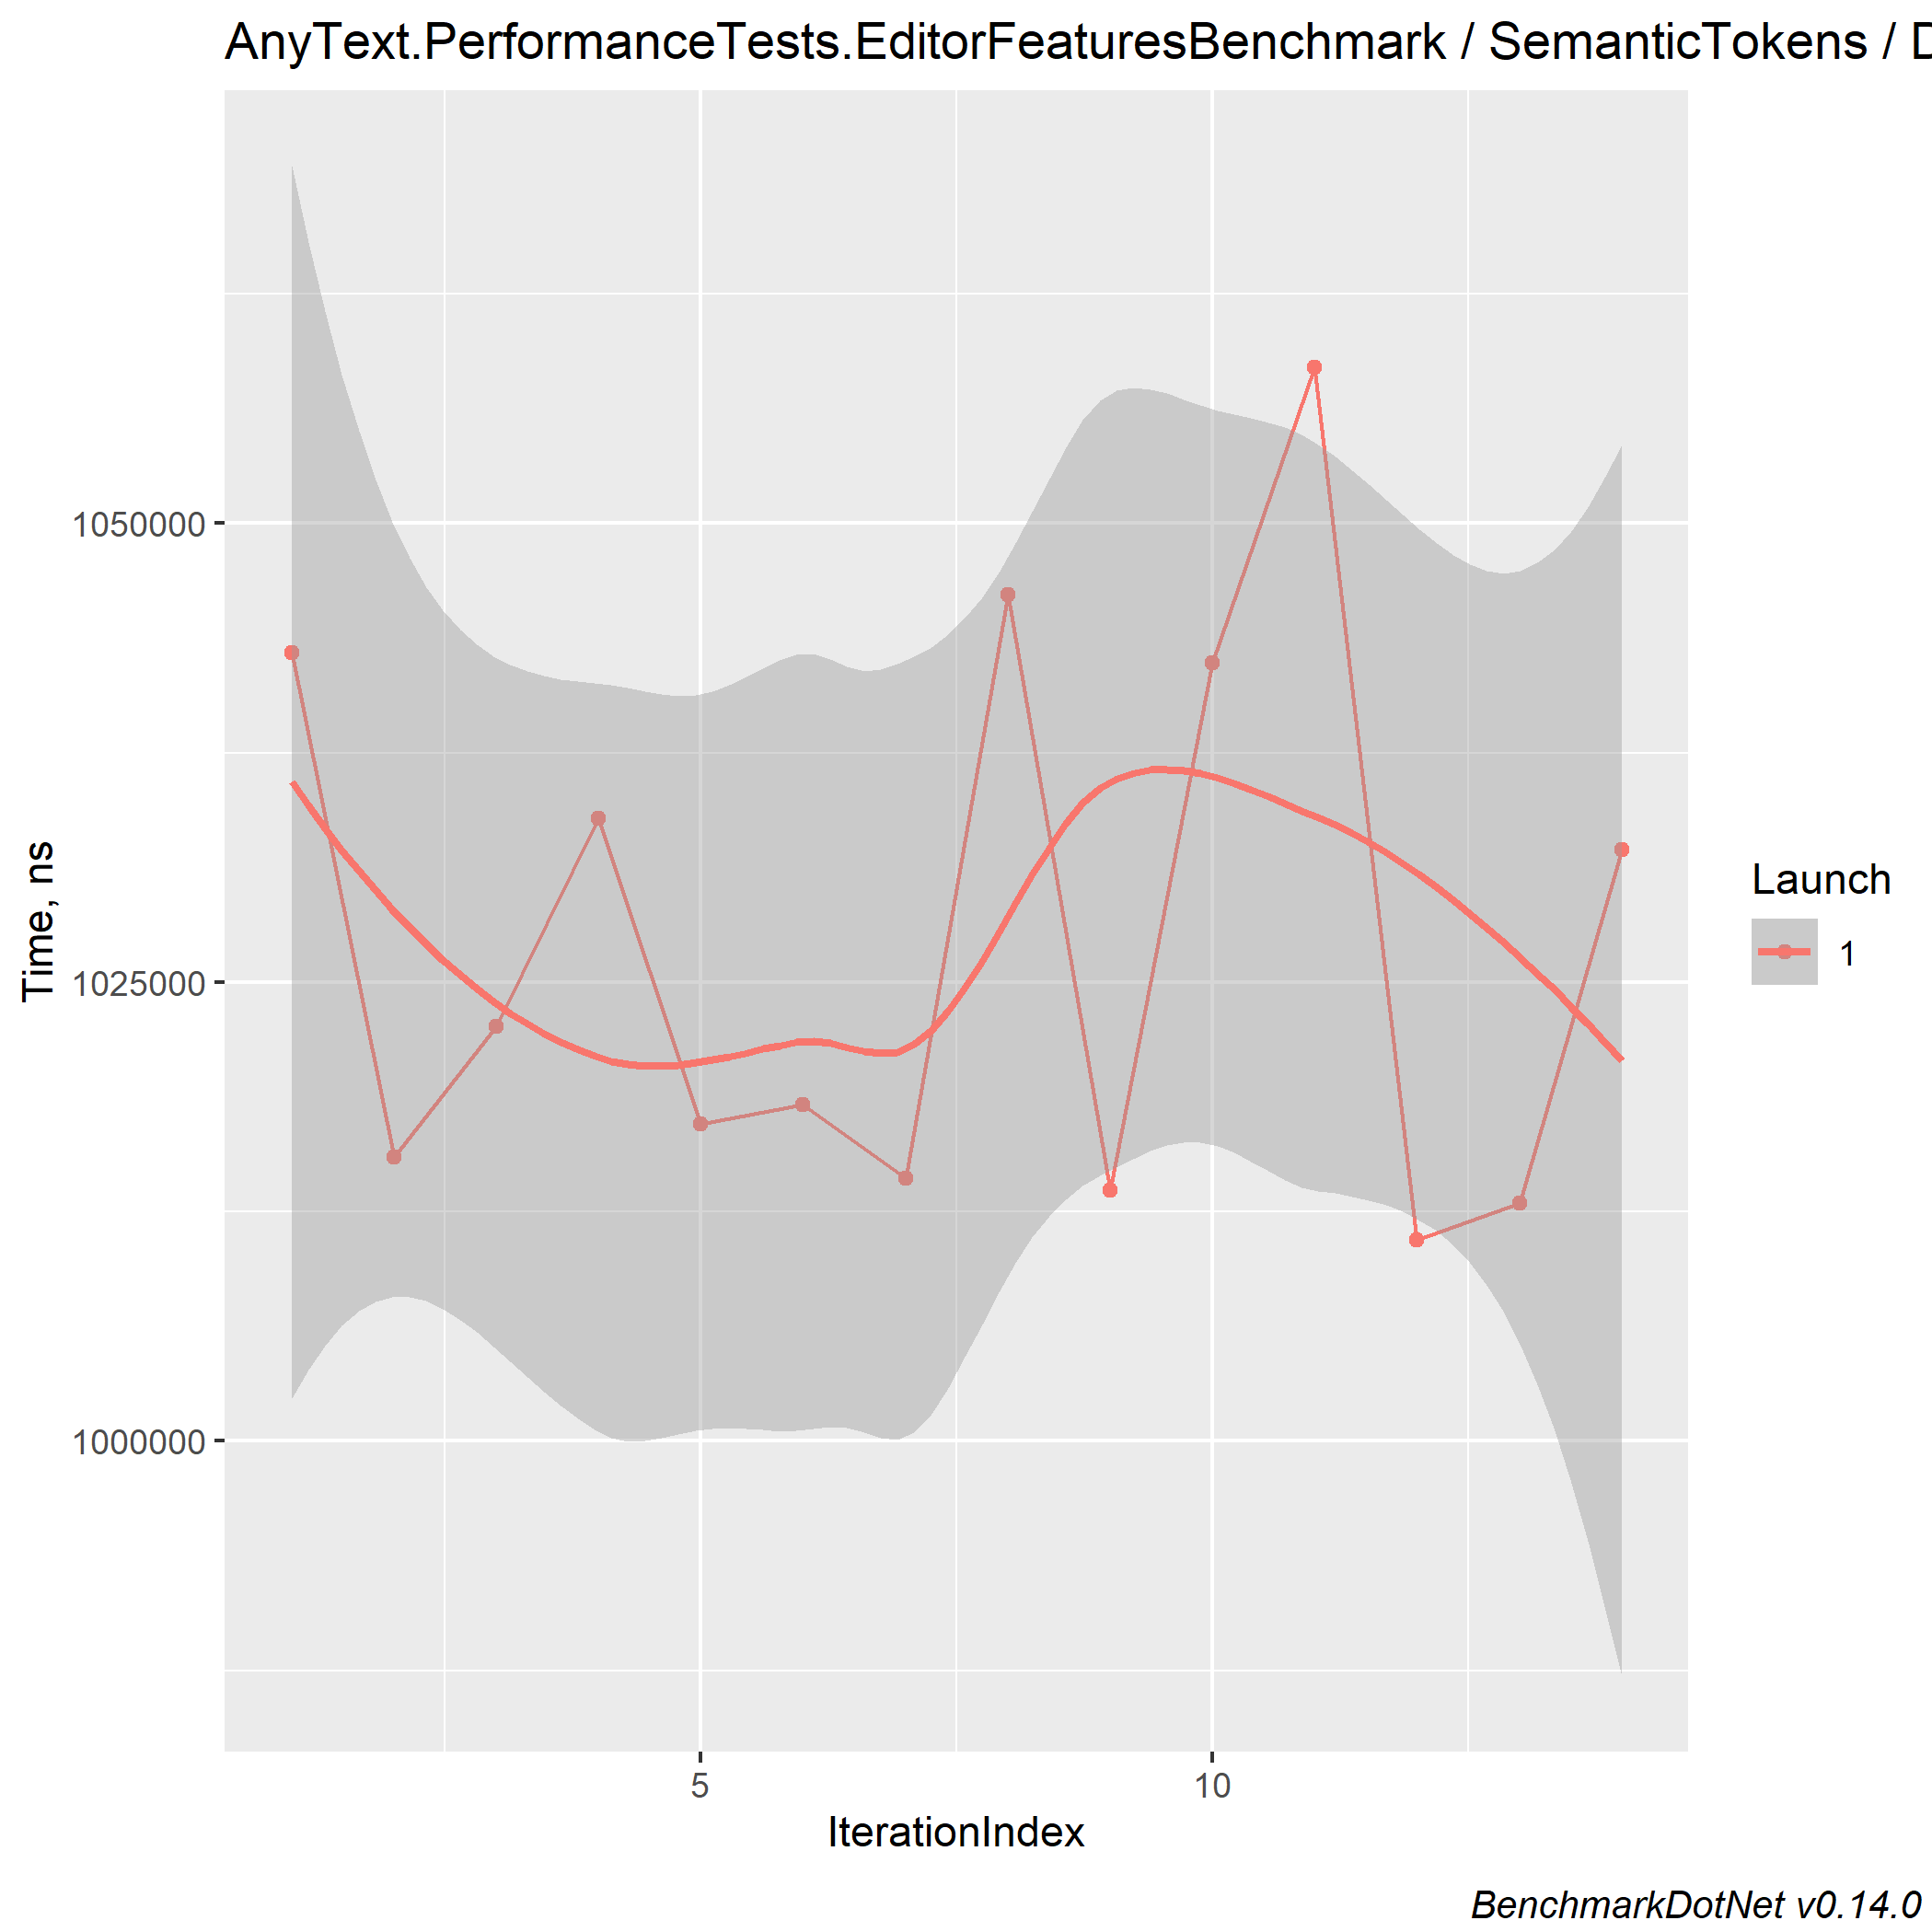 AnyText.PerformanceTests.EditorFeaturesBenchmark / SemanticTokens /
1050000
1025000
1000000
Time, ns
5
10
IterationIndex
Launch
1
BenchmarkDotNet v0.14.0